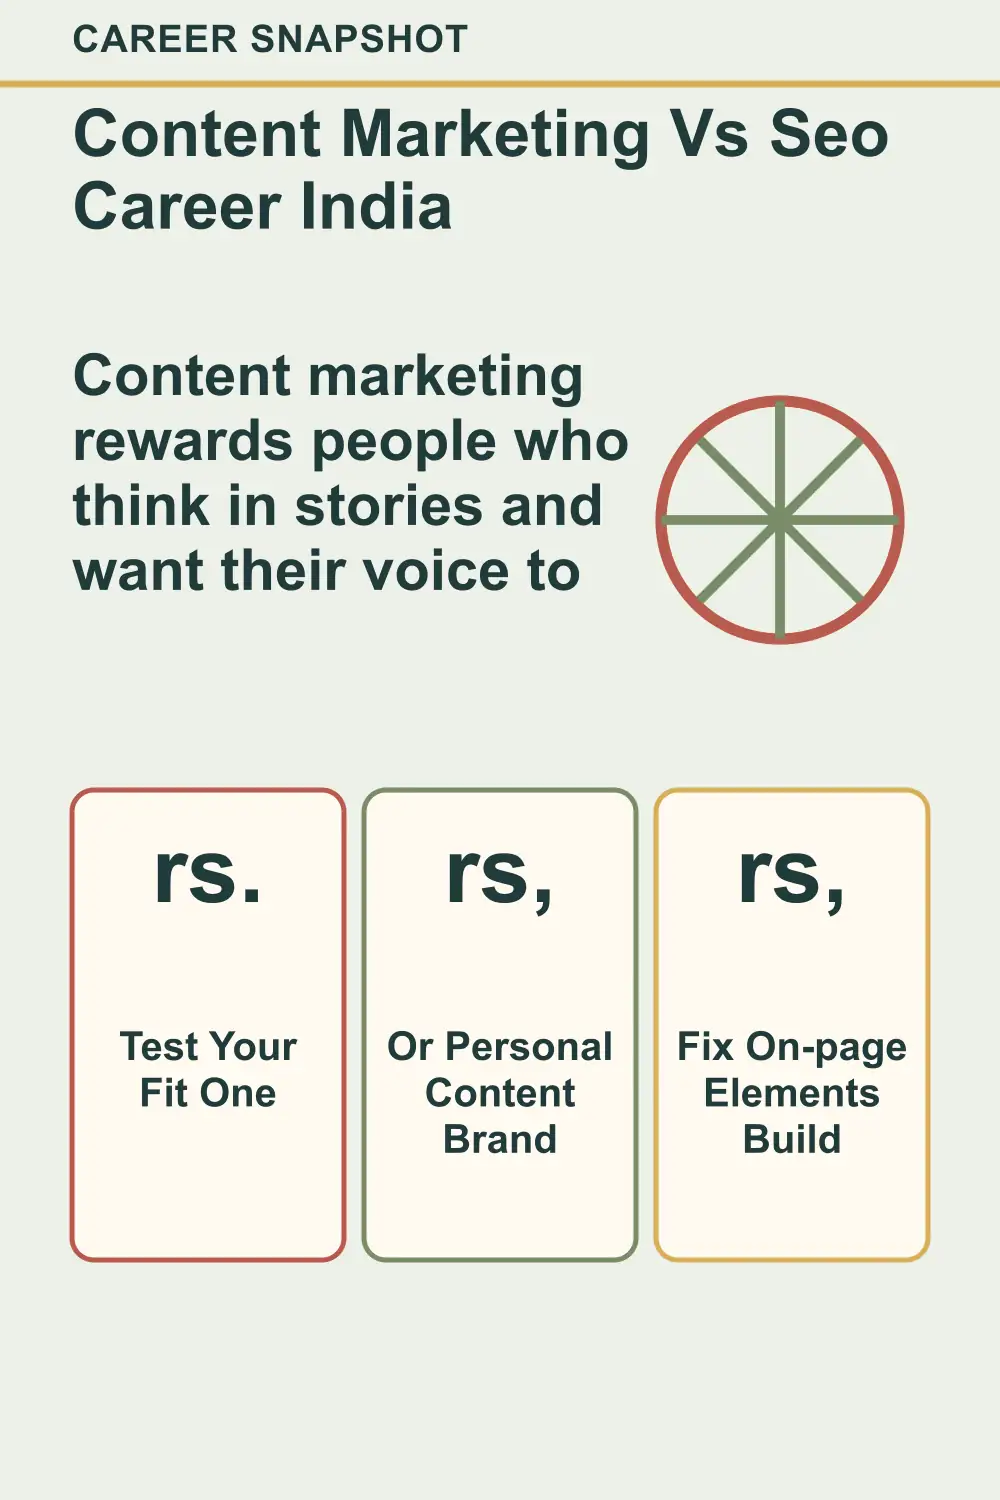 CAREER SNAPSHOT
Content Marketing Vs Seo
Career India
Content marketing
rewards people who
think in stories and
want their voice to
rs.
Test Your
Fit One
rs,
Or Personal
Content
Brand
rs,
Fix On-page
Elements
Build